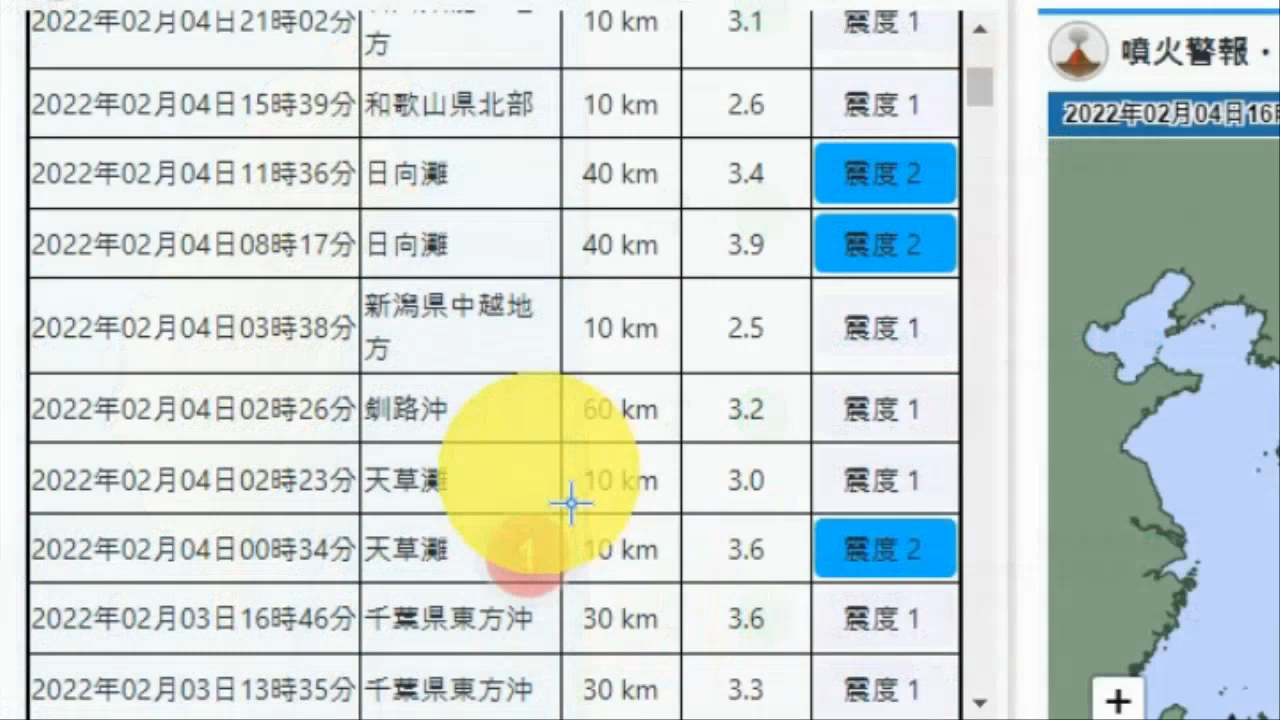 2022年02月04日21時02分
方
10 km
3.1
震度 1
2022年02月04日15時39分
和歌山県北部
10 km
2.6
震度 1
2022年02月04日11時36分
日向灘
40 km
3.4
震度 2
2022年02月04日08時17分
日向灘
40 km
3.9
震度 2
2022年02月04日03時38分
新潟県中越地
方
10 km
2.5
震度 1
2022年02月04日02時26分
釧路沖
60 km
3.2
震度 1
2022年02月04日02時23分
天草灘
10 km
3.0
震度 1
2022年02月04日00時34分
天草灘
10 km
3.6
震度 2
2022年02月03日16時46分
千葉県東方沖
30 km
3.6
震度 1
2022年02月03日13時35分
千葉県東方沖
30 km
3.3
震度 1
1
噴火警報・
2022年02月04日16
+